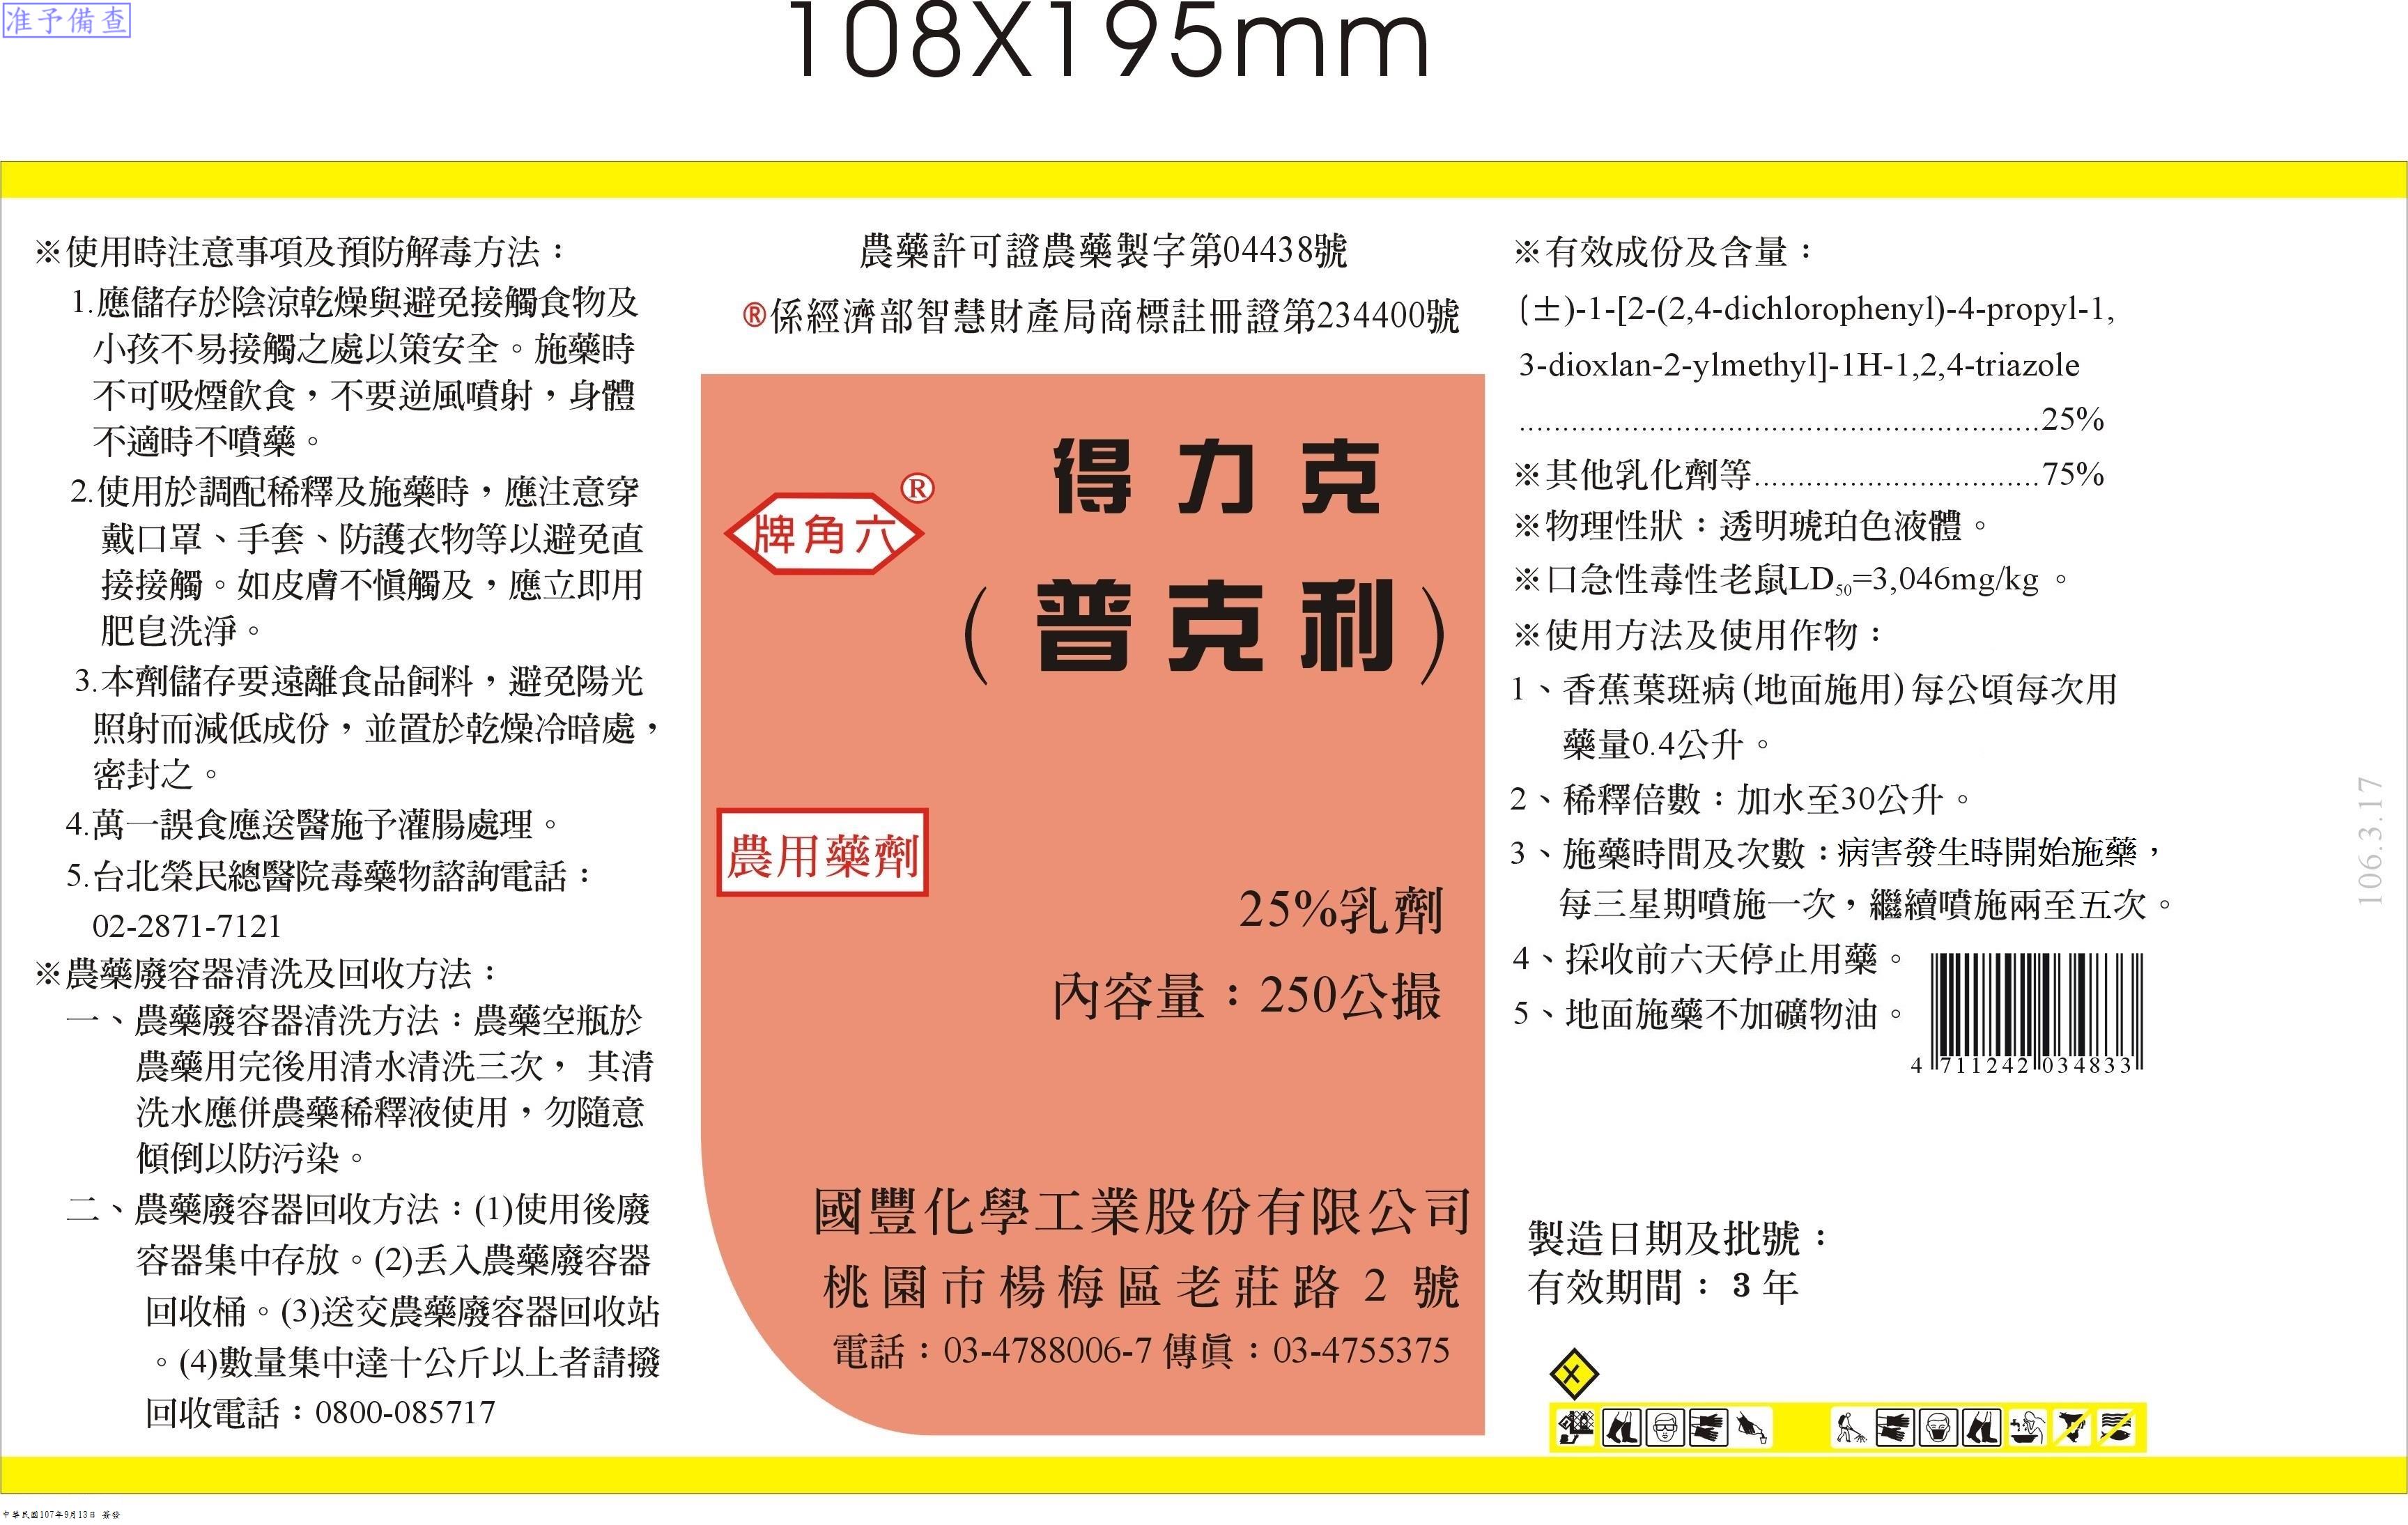 准予備查
108X195mm
※使用時注意事項及預防解毒方法：
1.應儲存於陰涼乾燥與避免接觸食物及
小孩不易接觸之處以策安全。施藥時
不可吸煙飲食，不要逆風噴射，身體
不適時不噴藥。
2.使用於調配稀釋及施藥時，應注意穿
戴口罩、手套、防護衣物等以避免直
接接觸。如皮膚不慎觸及，應立即用
肥皂洗淨。
3.本劑儲存要遠離食品飼料，避免陽光
照射而減低成份，並置於乾燥冷暗處，
密封之。
4.萬一誤食應送醫施予灌腸處理。
5.台北榮民總醫院毒藥物諮詢電話：
02-2871-7121
※農藥廢容器清洗及回收方法：
一、農藥廢容器清洗方法：農藥空瓶於
農藥用完後用清水清洗三次， 其清
洗水應併農藥稀釋液使用，勿隨意
傾倒以防污染。
二、農藥廢容器回收方法：(1)使用後廢
容器集中存放。(2)丟入農藥廢容器
回收桶。(3)送交農藥廢容器回收站
。(4)數量集中達十公斤以上者請撥
回收電話：0800-085717
農藥許可證農藥製字第04438號
®係經濟部智慧財產局商標註冊證第234400號
得力克
牌角六®
（普克利）
農用藥劑
25%乳劑
內容量：250公撮
國豐化學工業股份有限公司
桃園市楊梅區老莊路 2 號
電話：03-4788006-7 傳眞：03-4755375
※有效成份及含量：
(±)-1-[2-(2,4-dichlorophenyl)-4-propyl-1,
3-dioxlan-2-ylmethyl]-1H-1,2,4-triazole
............................................................25%
※其他乳化劑等.................................75%
※物理性狀：透明琥珀色液體。
※口急性毒性老鼠LD50=3,046mg/kg 。
※使用方法及使用作物：
1、香蕉葉斑病(地面施用)每公頃每次用
藥量0.4公升。
2、稀釋倍數：加水至30公升。
3、施藥時間及次數：病害發生時開始施藥，
每三星期噴施一次，繼續噴施兩至五次。
4、採收前六天停止用藥。
5、地面施藥不加礦物油。
4 711242 034833
製造日期及批號：
有效期間： 3 年
106.3.17
中華民國107年9月13日 簽發